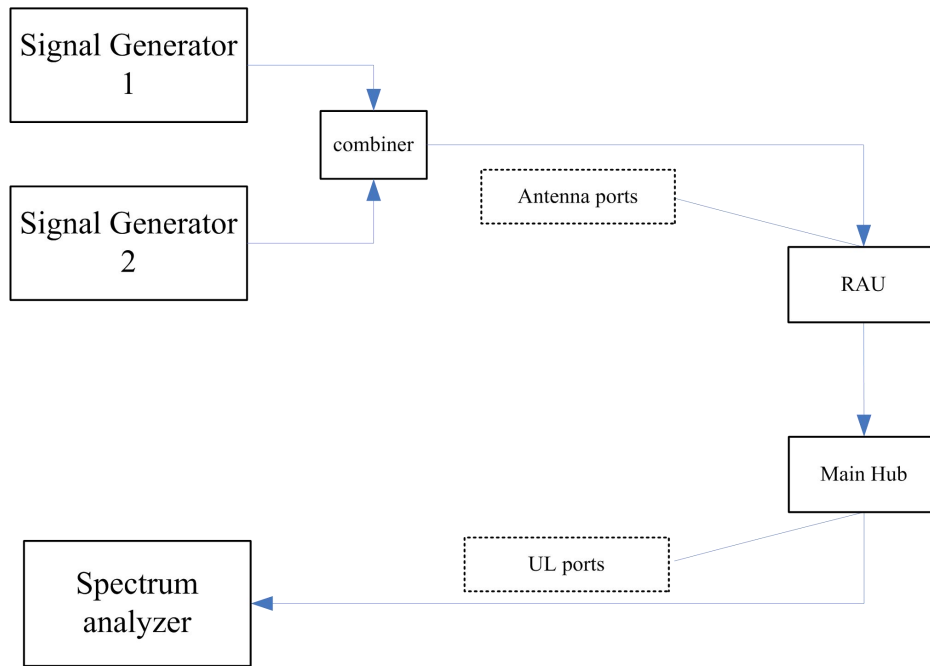 Signal Generator
1
combiner
Signal Generator
2
Antenna ports
RAU
Main Hub
UL ports
Spectrum
analyzer